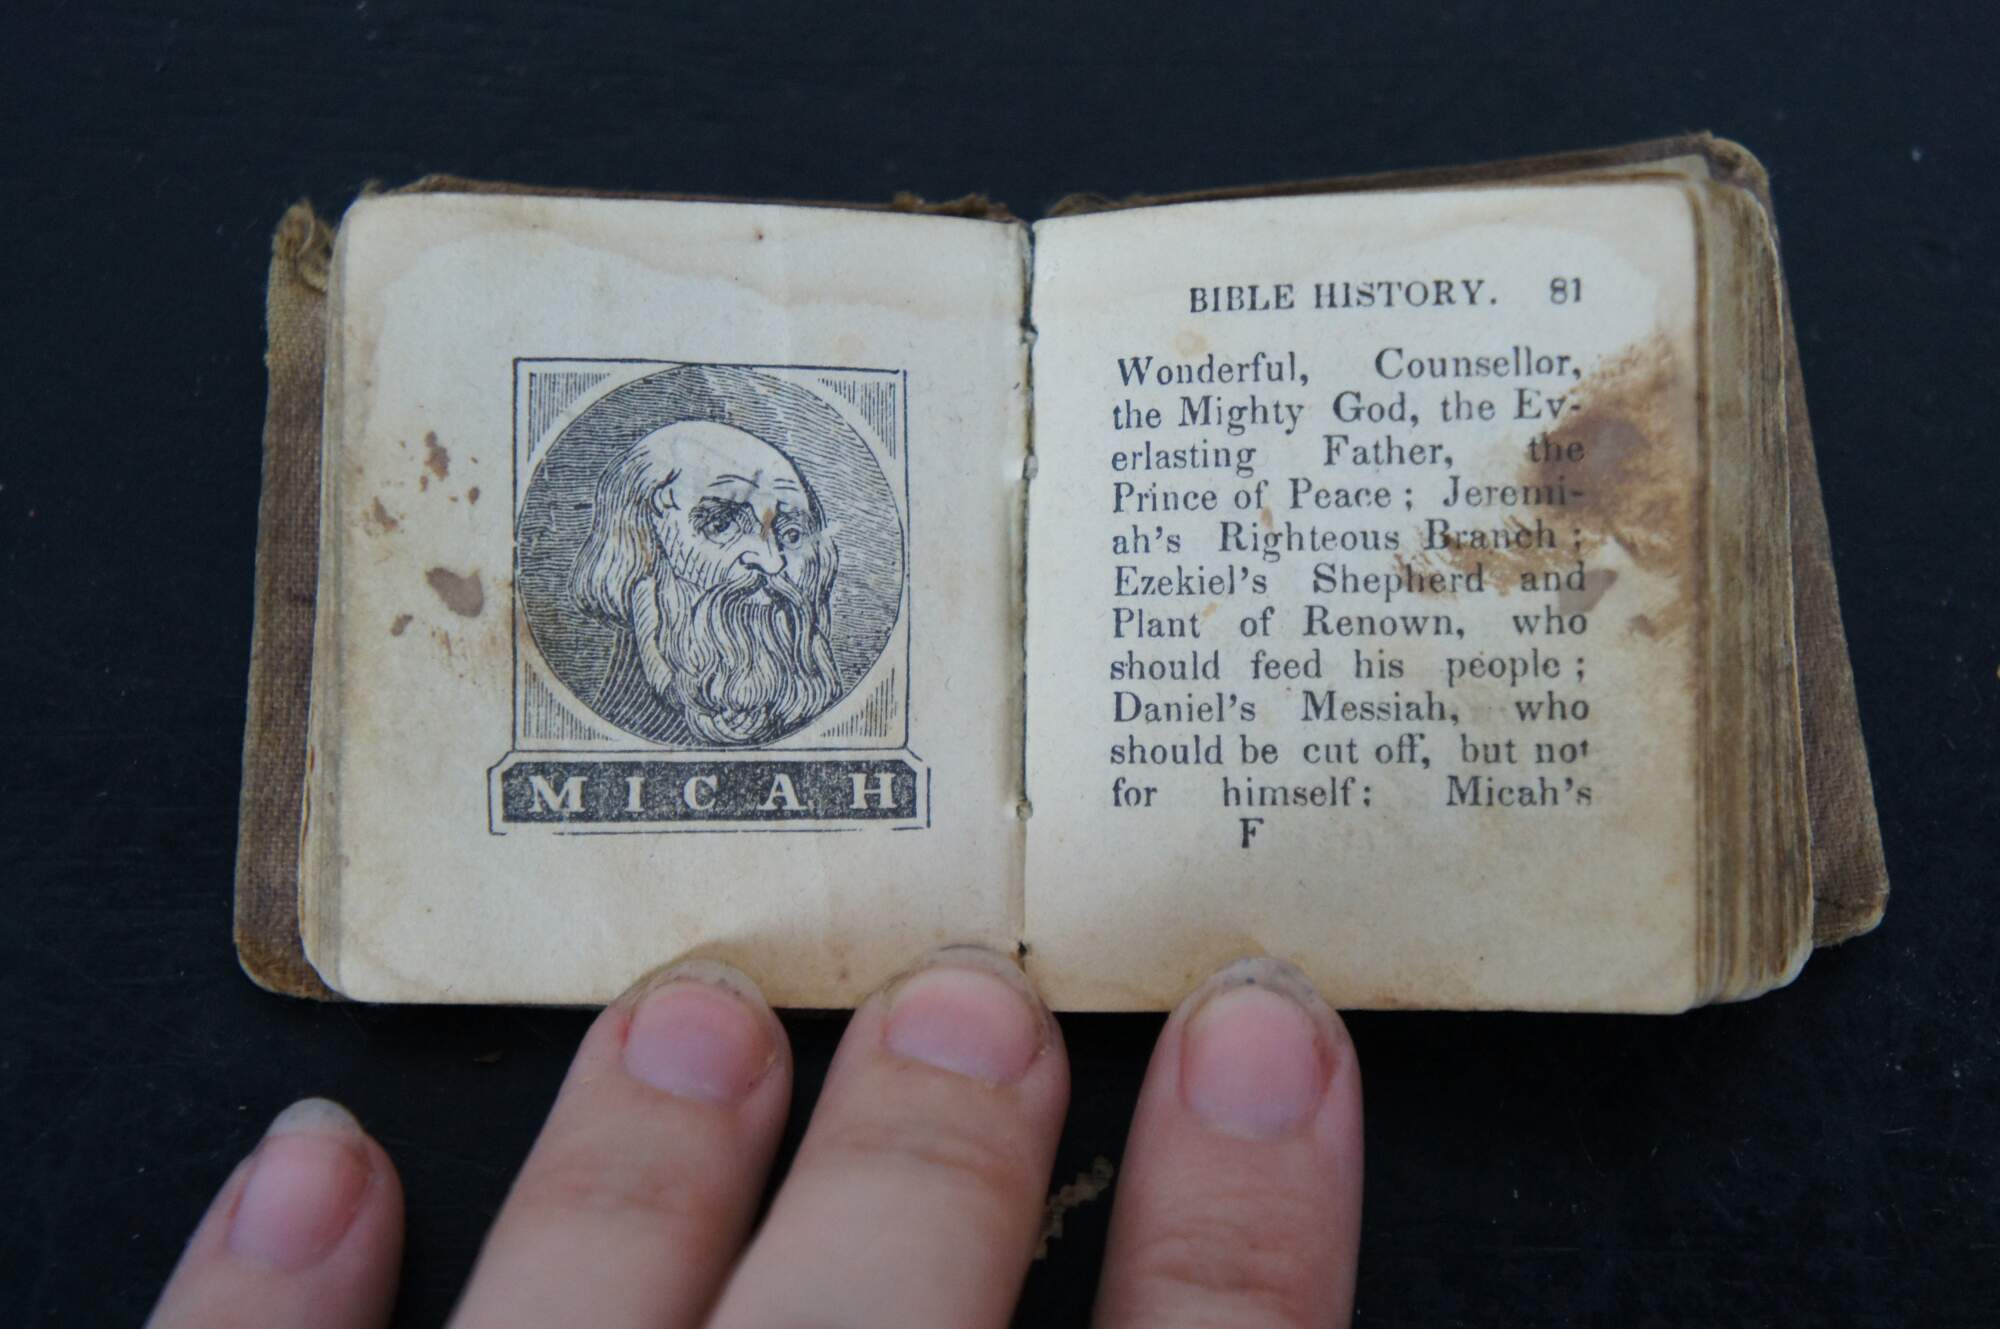 MICAH
BIBLE HISTORY. 81
Wonderful, Counsellor,
the Mighty God, the Ev-
erlasting Father, the
Prince of Peace ; Jeremi-
ah's Righteous Branch ;
Ezekiel's Shepherd and
Plant of Renown, who
should feed his people ;
Daniel's Messiah, who
should be cut off, but not
for himself; Micah's
F